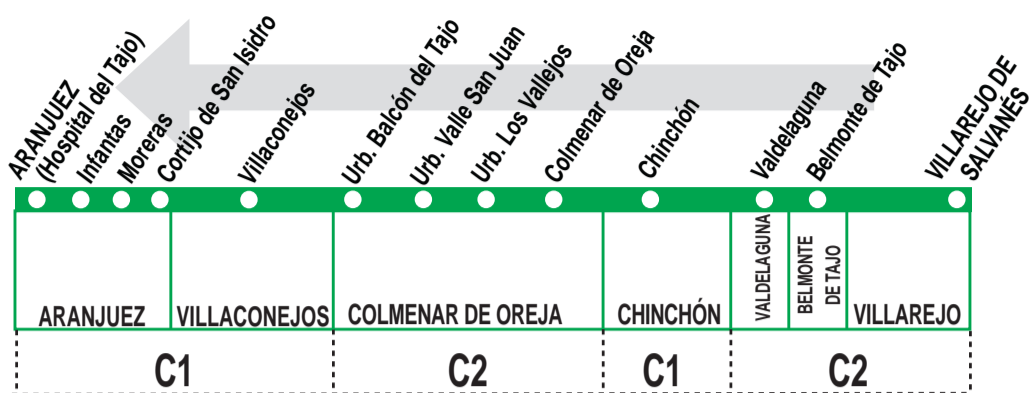 ARANJUEZ
(Hospital del Tajo)
Infantas
Moreras
Cortijo de San Isidro
Villaconejos
Urb. Balcón del Tajo
Urb. Valle San Juan
Urb. Los Vallejos
Colmenar de Oreja
Chinchón
Valdelaguna
Belmonte de Tajo
VILLAREJO DE
SALVANÉS
ARANJUEZ
VILLACONEJOS
COLMENAR DE OREJA
CHINCHÓN
VALDELAGUNA
BELMONTE
DE TAJO
VILLAREJO
C1
C2
C1
C2